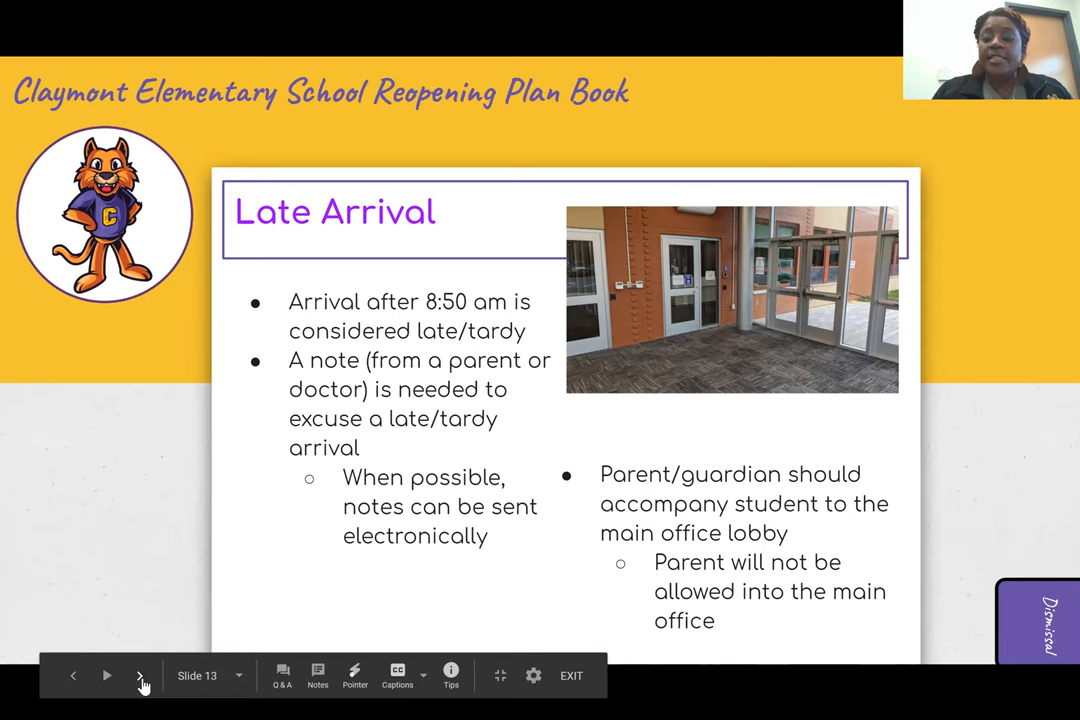 Claymont Elementary School Reopening Plan Book
C
Late Arrival
● Arrival after 8:50 am is
considered late/tardy
● A note (from a parent or
doctor) is needed to
excuse a late/tardy
arrival
○ When possible,
notes can be sent
electronically
● Parent/guardian should
accompany student to the
main office lobby
○ Parent will not be
allowed into the main
office
Dismissal
Slide 13
Q & A
Notes
Pointer
CC
Captions
Tips
EXIT